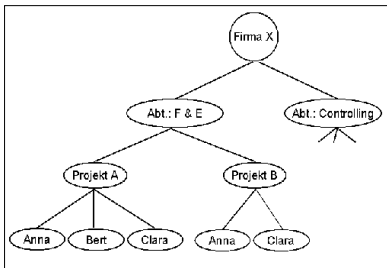 Firma X
Abt.: F & E
Abt.: Controlling
Projekt A
Projekt B
Anna
Bert
Clara
Anna
Clara